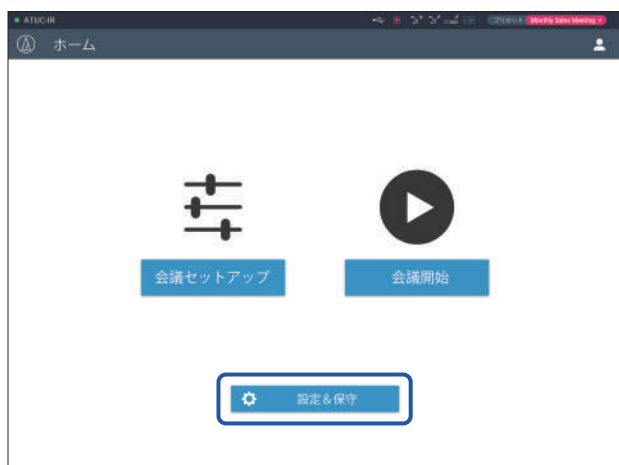 ATUC-IR
プリセット Monthly Sales Meeting
ホーム
会議セットアップ 会議開始
設定&保守